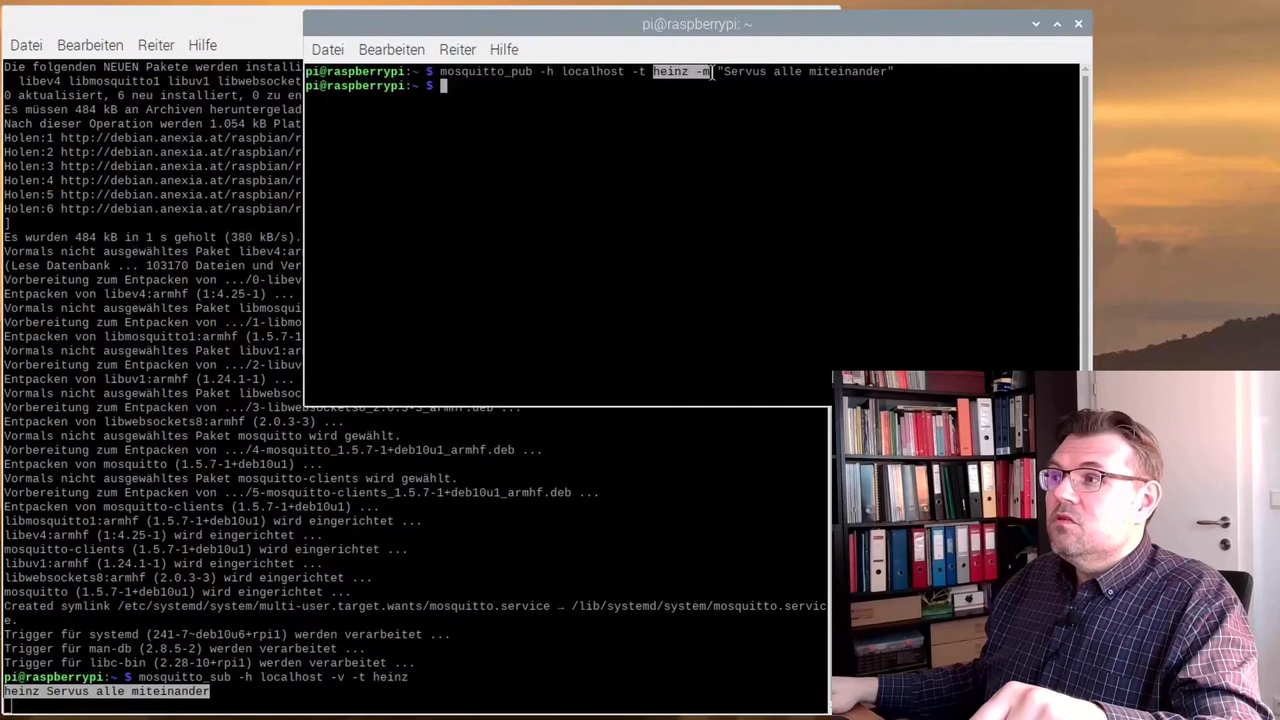 pi@raspberrypi: ~
Datei Bearbeiten Reiter Hilfe
pi@raspberrypi:~ $ mosquitto_pub -h localhost -t heinz -m "Servus alle miteinander"
pi@raspberrypi:~ $
Datei Bearbeiten Reiter Hilfe
Die folgenden NEUEN Pakete werden installi
libev4 libmosquitto1 libuv1 libwebsocket
0 aktualisiert, 6 neu installiert, 0 zu en
Es müssen 484 kB an Archiven heruntergelad
Nach dieser Operation werden 1.054 kB Plat
Holen:1 http://debian.anexia.at/raspbian/r
Holen:2 http://debian.anexia.at/raspbian/r
Holen:3 http://debian.anexia.at/raspbian/r
Holen:4 http://debian.anexia.at/raspbian/r
Holen:5 http://debian.anexia.at/raspbian/r
Holen:6 http://debian.anexia.at/raspbian/r
]
Es wurden 484 kB in 1 s geholt (380 kB/s).
Vormals nicht ausgewähltes Paket libev4:ar
(Lese Datenbank ... 103170 Dateien und Ver
Vorbereitung zum Entpacken von .../0-libev
Entpacken von libev4:armhf (1:4.25-1) ...
Vormals nicht ausgewähltes Paket libmosqui
Vorbereitung zum Entpacken von .../1-libmo
Entpacken von libmosquitto1:armhf (1.5.7-1
Vormals nicht ausgewähltes Paket libuv1:ar
Vorbereitung zum Entpacken von .../2-libuv
Entpacken von libuv1:armhf (1.24.1-1) ...
Vormals nicht ausgewähltes Paket libwebsoc
Vorbereitung zum Entpacken von .../3-libwebsockets8_2.0.3-3_armhf.deb ...
Entpacken von libwebsockets8:armhf (2.0.3-3) ...
Vormals nicht ausgewähltes Paket mosquitto wird gewählt.
Vorbereitung zum Entpacken von .../4-mosquitto_1.5.7-1+deb10u1_armhf.deb ...
Entpacken von mosquitto (1.5.7-1+deb10u1) ...
Vormals nicht ausgewähltes Paket mosquitto-clients wird gewählt.
Vorbereitung zum Entpacken von .../5-mosquitto-clients_1.5.7-1+deb10u1_armhf.deb ...
Entpacken von mosquitto-clients (1.5.7-1+deb10u1) ...
libmosquitto1:armhf (1.5.7-1+deb10u1) wird eingerichtet ...
libev4:armhf (1:4.25-1) wird eingerichtet ...
mosquitto-clients (1.5.7-1+deb10u1) wird eingerichtet ...
libuv1:armhf (1.24.1-1) wird eingerichtet ...
libwebsockets8:armhf (2.0.3-3) wird eingerichtet ...
mosquitto (1.5.7-1+deb10u1) wird eingerichtet ...
Created symlink /etc/systemd/system/multi-user.target.wants/mosquitto.service → /lib/systemd/system/mosquitto.servic
e.
Trigger für systemd (241-7~deb10u6+rpi1) werden verarbeitet ...
Trigger für man-db (2.8.5-2) werden verarbeitet ...
Trigger für libc-bin (2.28-10+rpi1) werden verarbeitet ...
pi@raspberrypi:~ $ mosquitto_sub -h localhost -v -t heinz
heinz Servus alle miteinander